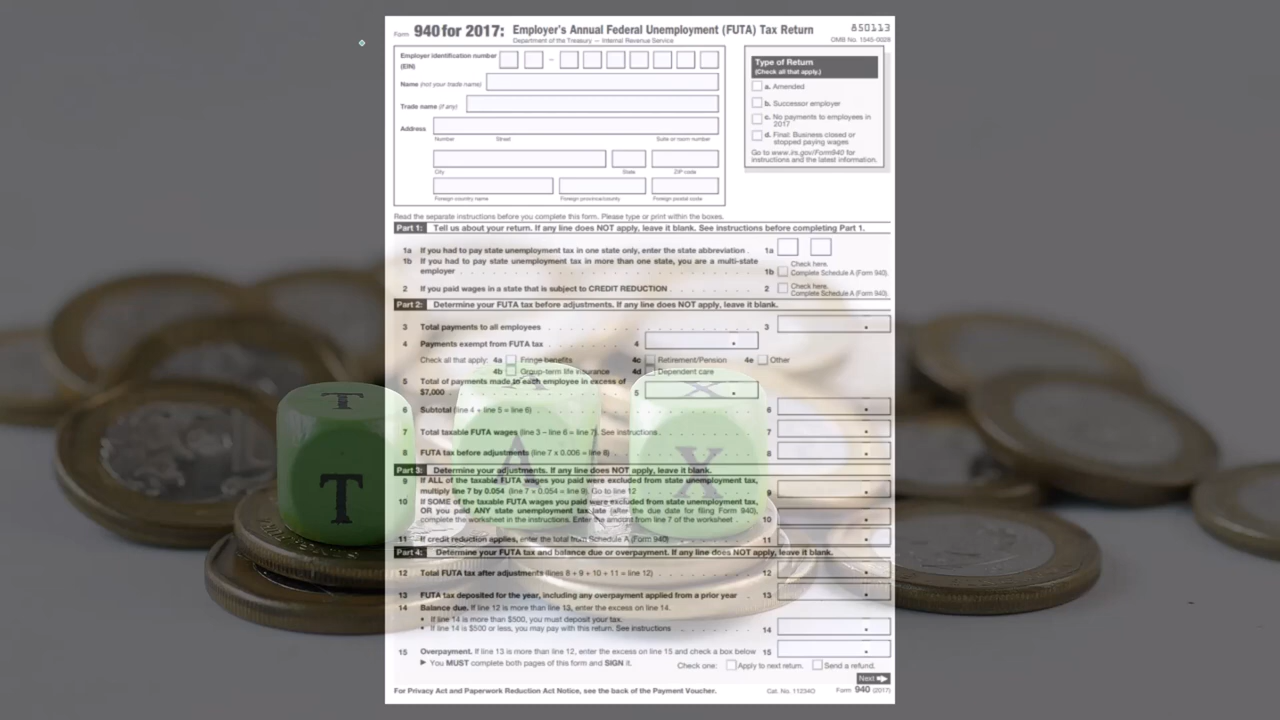 Form 940 for 2017: Employer's Annual Federal Unemployment (FUTA) Tax Return
850113
Department of the Treasury — Internal Revenue Service
OMB No. 1545-0028
Employer identification number
(EIN)
–
Name (not your trade name)
Trade name (if any)
Address
Number Street Suite or room number
City State ZIP code
Foreign country name Foreign province/county Foreign postal code
Type of Return
(Check all that apply.)
a. Amended
b. Successor employer
c. No payments to employees in
2017
d. Final: Business closed or
stopped paying wages
Go to www.irs.gov/Form940 for
instructions and the latest information.
Read the separate instructions before you complete this form. Please type or print within the boxes.
Part 1: Tell us about your return. If any line does NOT apply, leave it blank. See instructions before completing Part 1.
1a If you had to pay state unemployment tax in one state only, enter the state abbreviation . 1a
1b If you had to pay state unemployment tax in more than one state, you are a multi-state
employer . . . . . . . . . . . . . . . . 1b Check here.
Complete Schedule A (Form 940).
2 If you paid wages in a state that is subject to CREDIT REDUCTION . . . . . . . 2 Check here.
Complete Schedule A (Form 940).
Part 2: Determine your FUTA tax before adjustments. If any line does NOT apply, leave it blank.
3 Total payments to all employees . . . . . . . . . . . . 3 .
4 Payments exempt from FUTA tax . . . . . . 4 .
Check all that apply: 4a Fringe benefits 4c Retirement/Pension 4e Other
4b Group-term life insurance 4d Dependent care
5 Total of payments made to each employee in excess of
$7,000 . . . . . . . . . . 5 .
6 Subtotal (line 4 + line 5 = line 6) . . . . . . . . . . . . 6 .
7 Total taxable FUTA wages (line 3 – line 6 = line 7). See instructions . . . . . . . 7 .
8 FUTA tax before adjustments (line 7 x 0.006 = line 8) . . . . . . . . 8 .
Part 3: Determine your adjustments. If any line does NOT apply, leave it blank.
9 If ALL of the taxable FUTA wages you paid were excluded from state unemployment tax,
multiply line 7 by 0.054 (line 7 × 0.054 = line 9). Go to line 12 . . . . . . . 9 .
10 If SOME of the taxable FUTA wages you paid were excluded from state unemployment tax,
OR you paid ANY state unemployment tax late (after the due date for filing Form 940),
complete the worksheet in the instructions. Enter the amount from line 7 of the worksheet . . 10 .
11 If credit reduction applies, enter the total from Schedule A (Form 940) . . . . . . 11 .
Part 4: Determine your FUTA tax and balance due or overpayment. If any line does NOT apply, leave it blank.
12 Total FUTA tax after adjustments (lines 8 + 9 + 10 + 11 = line 12) . . . . . . . 12 .
13 FUTA tax deposited for the year, including any overpayment applied from a prior year . 13 .
14 Balance due. If line 12 is more than line 13, enter the excess on line 14.
• If line 14 is more than $500, you must deposit your tax.
• If line 14 is $500 or less, you may pay with this return. See instructions . . . . . . 14 .
15 Overpayment. If line 13 is more than line 12, enter the excess on line 15 and check a box below 15 .
▶ You MUST complete both pages of this form and SIGN it. Check one: Apply to next return. Send a refund.
Next
For Privacy Act and Paperwork Reduction Act Notice, see the back of the Payment Voucher. Cat. No. 11234O Form 940 (2017)
T A X
T A X